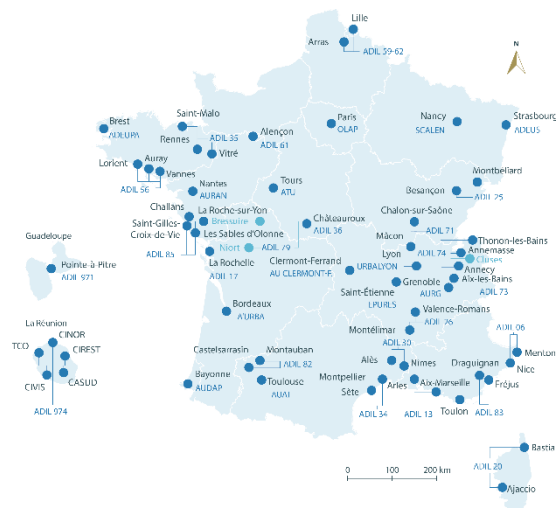 Lille
Arras
ADIL 59-62
N
Saint-Malo
Brest
ADEUPA
ADIL 35
Rennes
Vitré
Alençon
ADIL 61
Paris
OLAP
Nancy
SCALEN
Strasbourg
ADEUS
Lorient
Auray
Vannes
ADIL 56
Nantes
AURAN
Tours
ATU
Montbéliard
Besançon
ADIL 25
Challans
La Roche-sur-Yon
Bressuire
Saint-Gilles-
Croix-de-Vie
Les Sables d'Olonne
ADIL 85
Niort
ADIL 79
La Rochelle
ADIL 17
Châteauroux
ADIL 36
Chalon-sur-Saône
ADIL 71
Mâcon
Thonon-les-Bains
ADIL 74
Annemasse
Cluses
Lyon
URBALYON
Annecy
Aix-les-Bains
ADIL 73
Clermont-Ferrand
AU CLERMONT-F.
Saint-Étienne
EPURES
Grenoble
AURG
Valence-Romans
ADIL 26
Montélimar
Guadeloupe
Pointe-à-Pitre
ADIL 971
Bordeaux
A'URBA
La Réunion
CINOR
TCO
CIREST
CIVIS
CASUD
ADIL 974
Castelsarrasin
Montauban
ADIL 82
Bayonne
AUDAP
Toulouse
AUAT
ADIL 30
Alès
Nîmes
Montpellier
Sète
ADIL 34
Arles
Aix-Marseille
ADIL 13
Toulon
Draguignan
Fréjus
ADIL 83
ADIL 06
Menton
Nice
Bastia
ADIL 20
Ajaccio
0 100 200 km